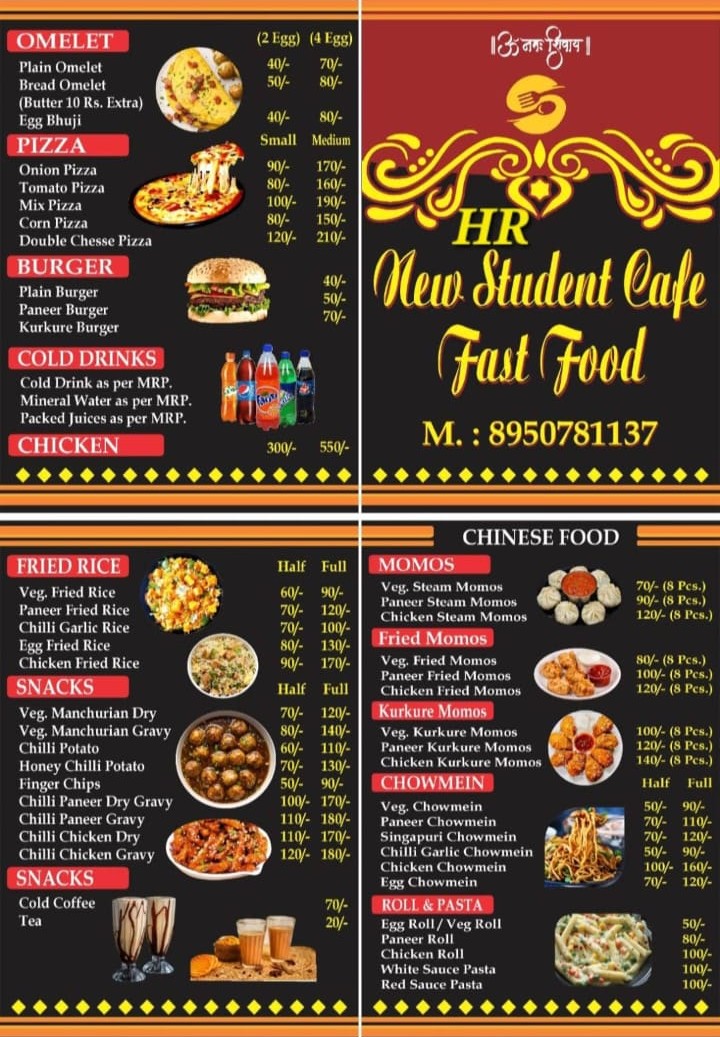 OMELET (2 Egg) (4 Egg)
Plain Omelet 40/- 70/-
Bread Omelet 50/- 80/-
(Butter 10 Rs. Extra)
Egg Bhuji 40/- 80/-
PIZZA Small Medium
Onion Pizza 90/- 170/-
Tomato Pizza 80/- 160/-
Mix Pizza 100/- 190/-
Corn Pizza 80/- 150/-
Double Chesse Pizza 120/- 210/-
BURGER
Plain Burger 40/-
Paneer Burger 50/-
Kurkure Burger 70/-
COLD DRINKS
Cold Drink as per MRP.
Mineral Water as per MRP.
Packed Juices as per MRP.
CHICKEN 300/- 550/-
॥ॐ नमः शिवाय॥
HR
New Student Cafe
Fast Food
M. : 8950781137
FRIED RICE Half Full
Veg. Fried Rice 60/- 90/-
Paneer Fried Rice 70/- 120/-
Chilli Garlic Rice 70/- 100/-
Egg Fried Rice 80/- 130/-
Chicken Fried Rice 90/- 170/-
SNACKS Half Full
Veg. Manchurian Dry 70/- 120/-
Veg. Manchurian Gravy 80/- 140/-
Chilli Potato 60/- 110/-
Honey Chilli Potato 70/- 130/-
Finger Chips 50/- 90/-
Chilli Paneer Dry Gravy 100/- 170/-
Chilli Paneer Gravy 110/- 180/-
Chilli Chicken Dry 110/- 170/-
Chilli Chicken Gravy 120/- 180/-
SNACKS
Cold Coffee 70/-
Tea 20/-
CHINESE FOOD
MOMOS
Veg. Steam Momos 70/- (8 Pcs.)
Paneer Steam Momos 90/- (8 Pcs.)
Chicken Steam Momos 120/- (8 Pcs.)
Fried Momos
Veg. Fried Momos 80/- (8 Pcs.)
Paneer Fried Momos 100/- (8 Pcs.)
Chicken Fried Momos 120/- (8 Pcs.)
Kurkure Momos
Veg. Kurkure Momos 100/- (8 Pcs.)
Paneer Kurkure Momos 120/- (8 Pcs.)
Chicken Kurkure Momos 140/- (8 Pcs.)
CHOWMEIN Half Full
Veg. Chowmein 50/- 90/-
Paneer Chowmein 70/- 110/-
Singapuri Chowmein 70/- 120/-
Chilli Garlic Chowmein 50/- 90/-
Chicken Chowmein 100/- 160/-
Egg Chowmein 70/- 120/-
ROLL & PASTA
Egg Roll / Veg Roll 50/-
Paneer Roll 80/-
Chicken Roll 100/-
White Sauce Pasta 100/-
Red Sauce Pasta 100/-